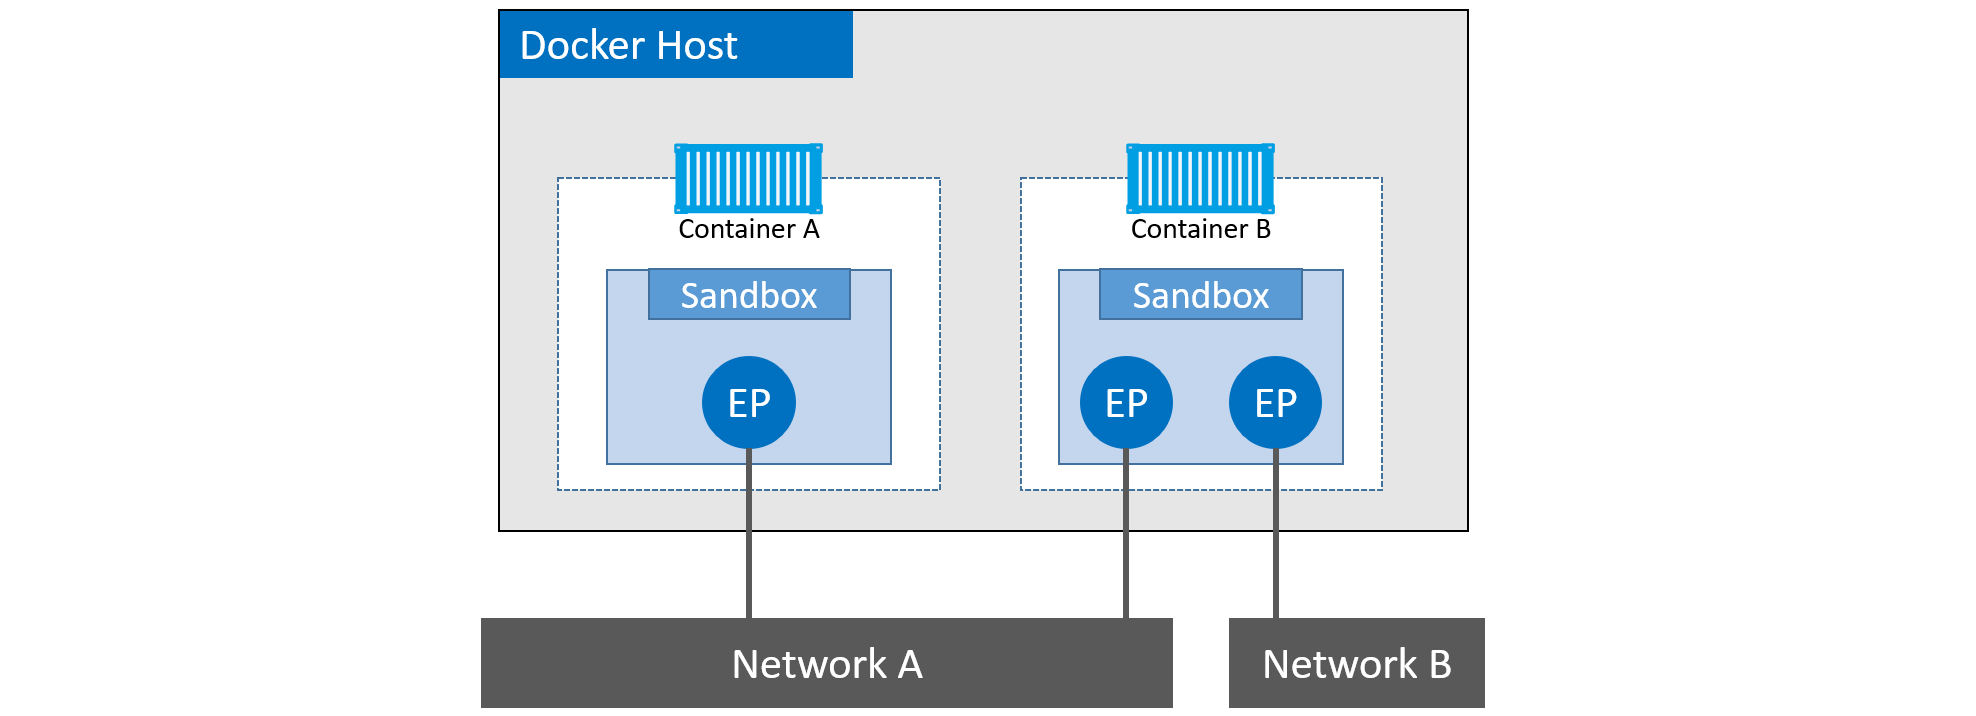 Docker Host
Container A
Container B
Sandbox
Sandbox
EP
EP
EP
Network A
Network B